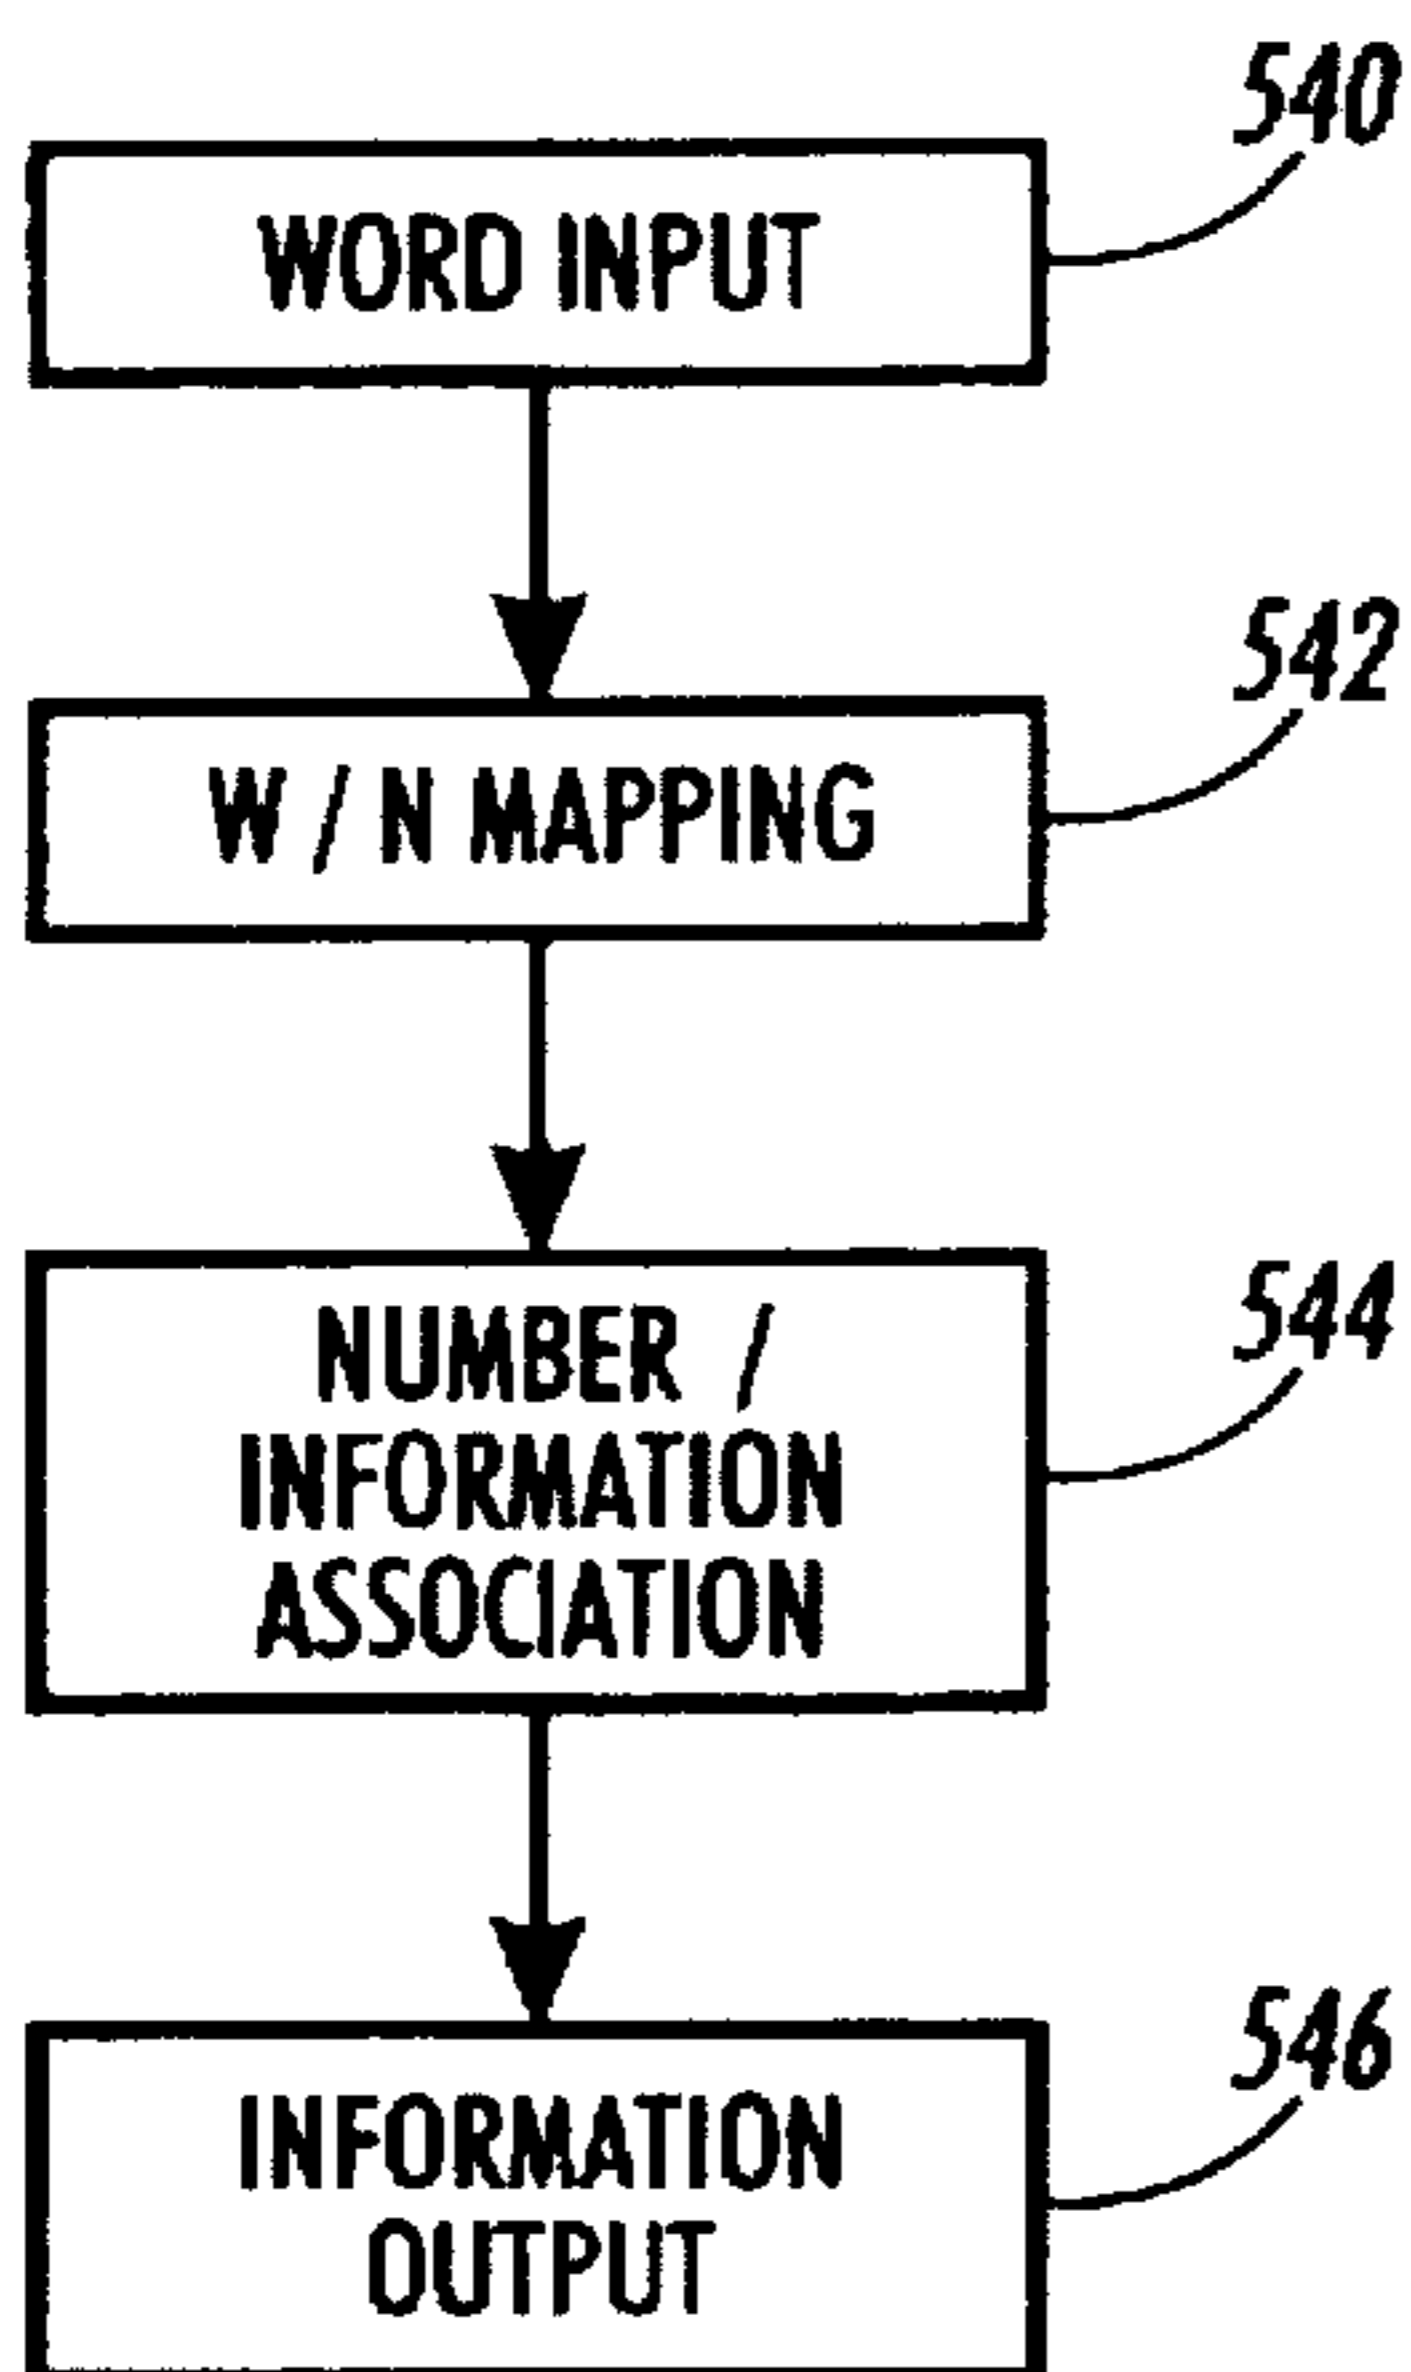 540
WORD INPUT
542
W / N MAPPING
544
NUMBER /
INFORMATION
ASSOCIATION
546
INFORMATION
OUTPUT